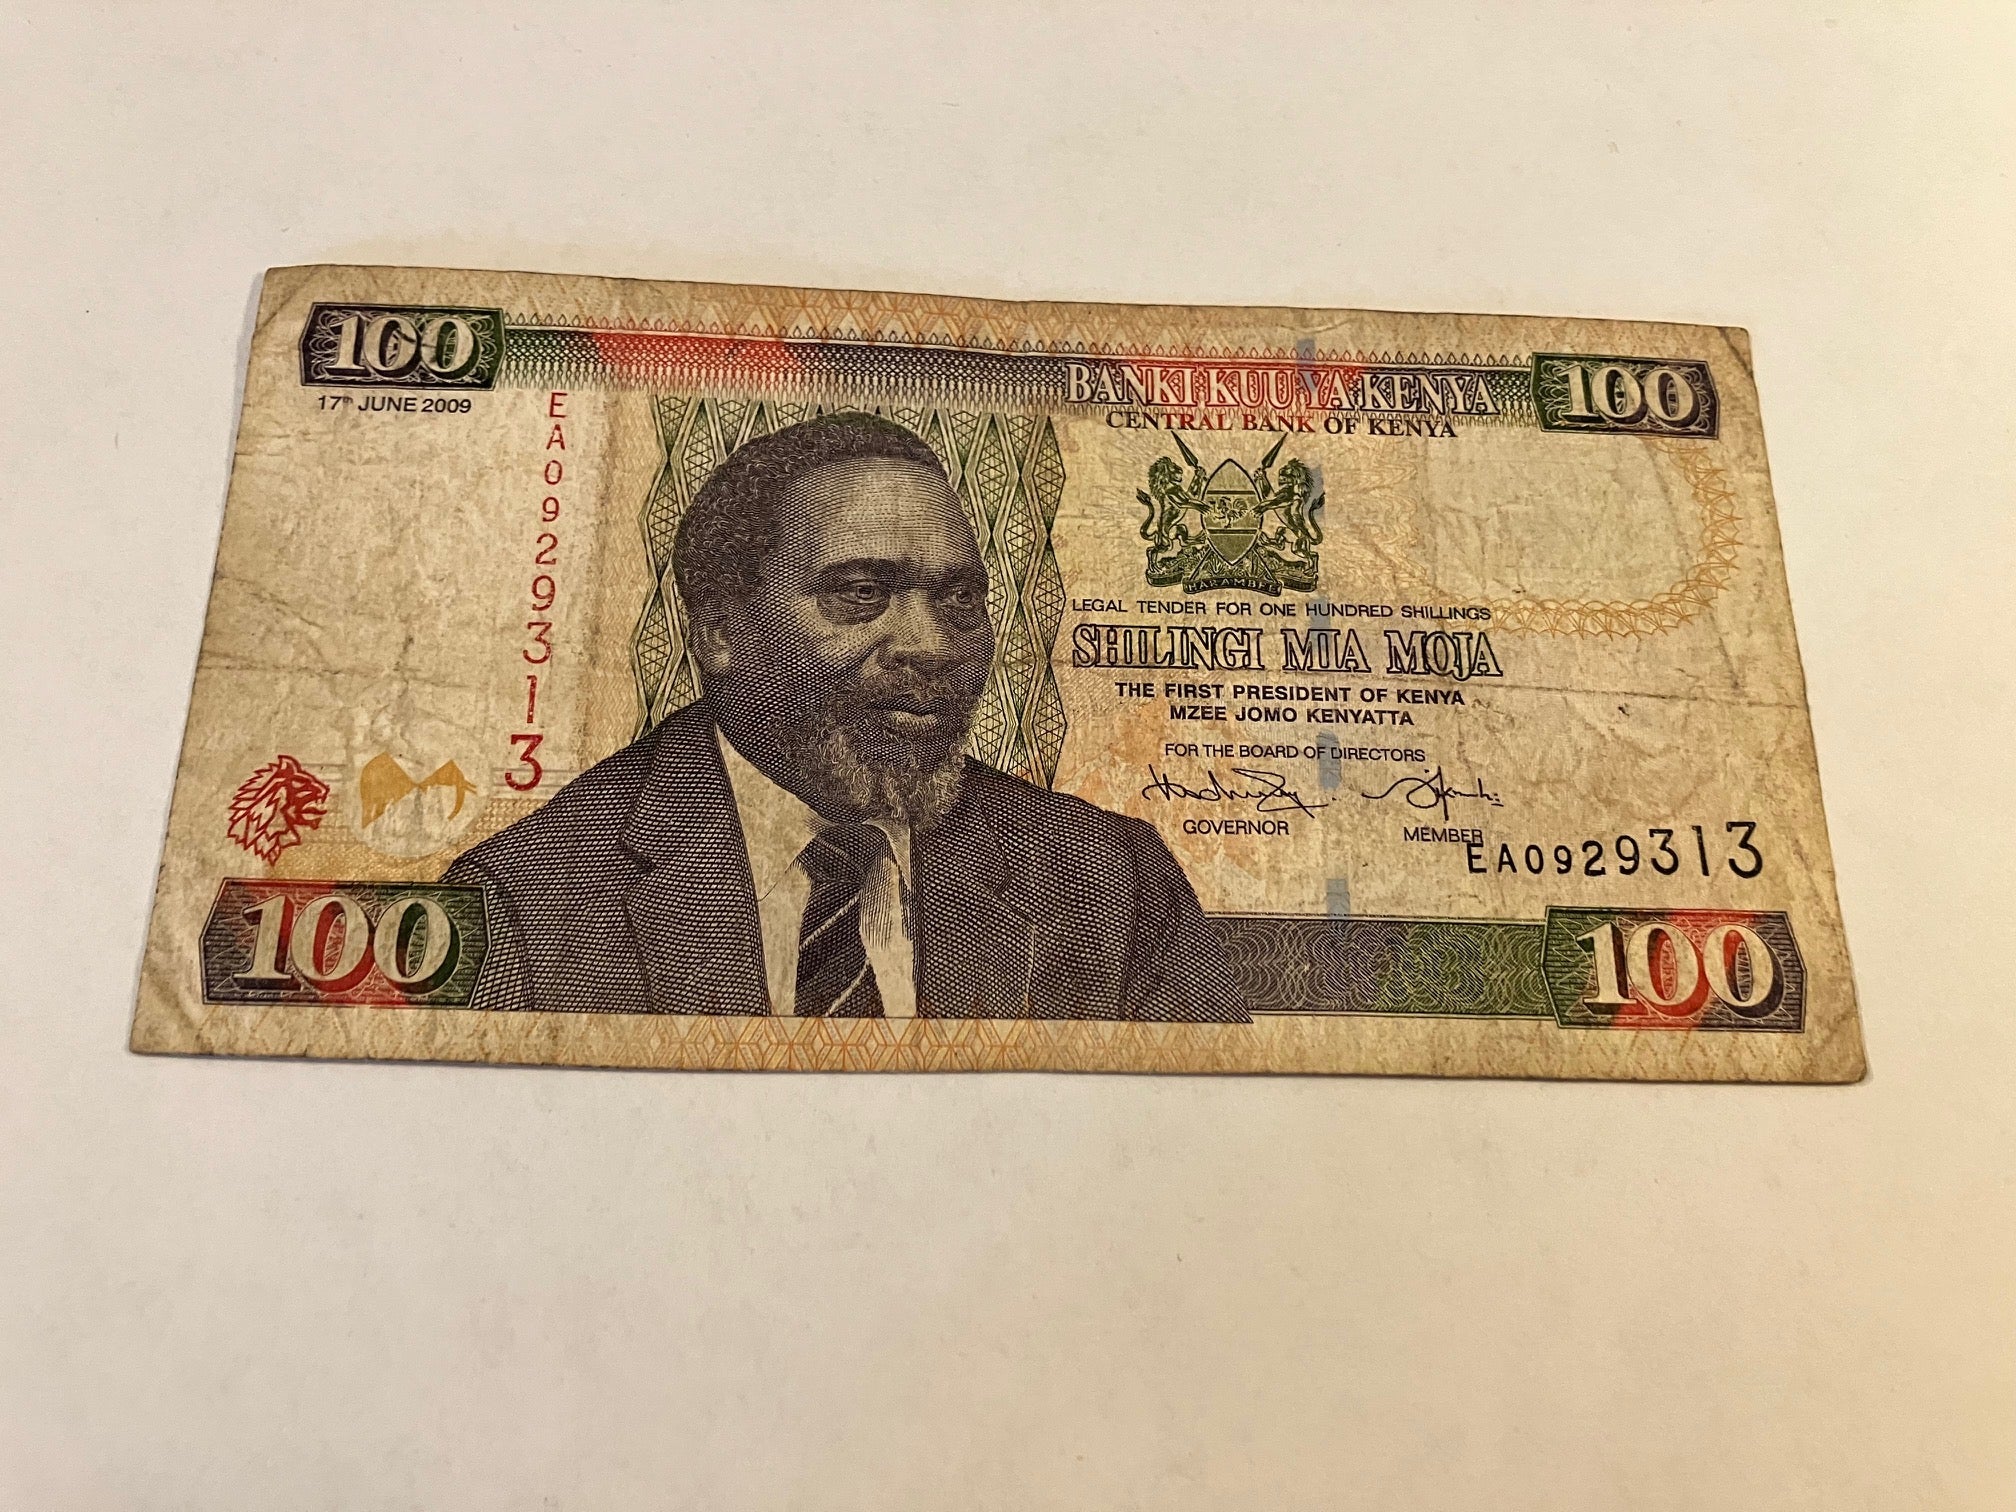 100
17th JUNE 2009
EA0929313
BANKI KUU YA KENYA
CENTRAL BANK OF KENYA
100
HARAMBEE
LEGAL TENDER FOR ONE HUNDRED SHILLINGS
SHILINGI MIA MOJA
THE FIRST PRESIDENT OF KENYA
MZEE JOMO KENYATTA
FOR THE BOARD OF DIRECTORS
GOVERNOR
MEMBER
EA0929313
100
100